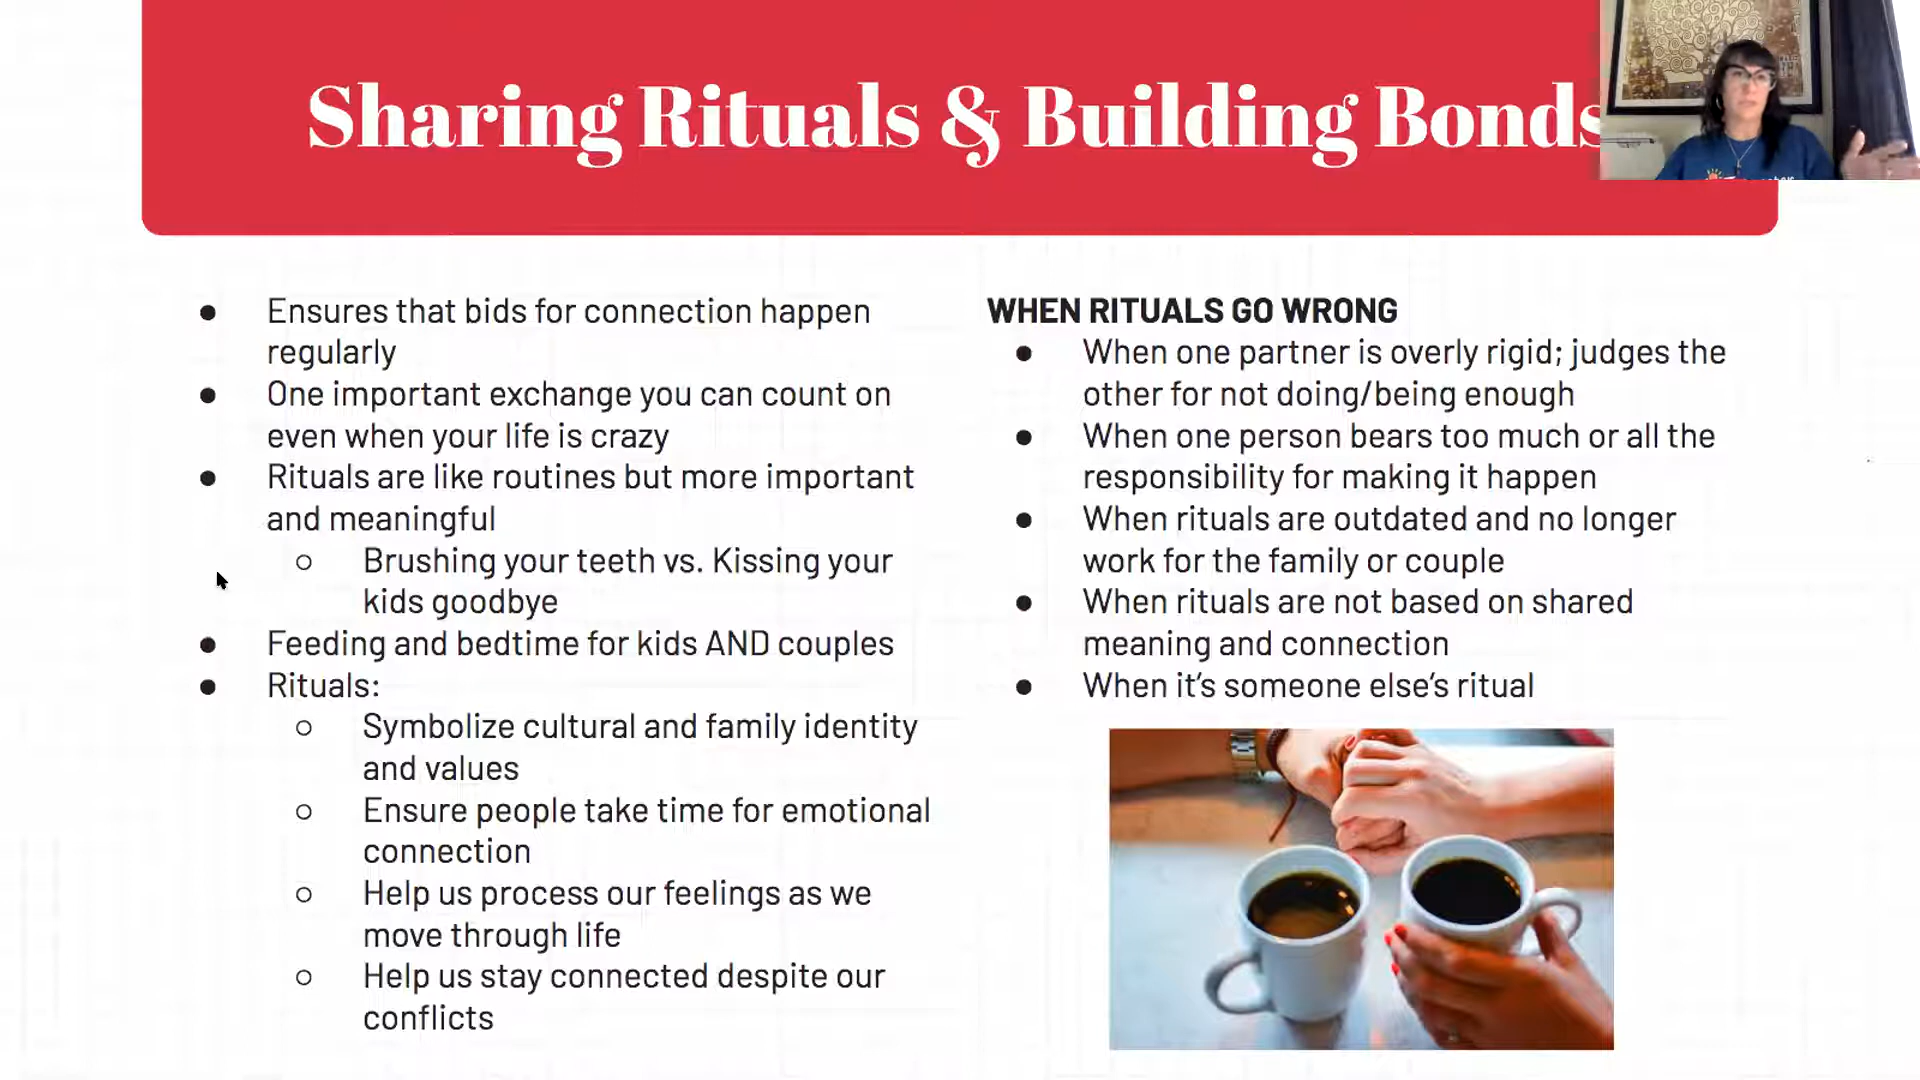 Sharing Rituals & Building Bonds
● Ensures that bids for connection happen
regularly
● One important exchange you can count on
even when your life is crazy
● Rituals are like routines but more important
and meaningful
○ Brushing your teeth vs. Kissing your
kids goodbye
● Feeding and bedtime for kids AND couples
● Rituals:
○ Symbolize cultural and family identity
and values
○ Ensure people take time for emotional
connection
○ Help us process our feelings as we
move through life
○ Help us stay connected despite our
conflicts
WHEN RITUALS GO WRONG
● When one partner is overly rigid; judges the
other for not doing/being enough
● When one person bears too much or all the
responsibility for making it happen
● When rituals are outdated and no longer
work for the family or couple
● When rituals are not based on shared
meaning and connection
● When it’s someone else’s ritual